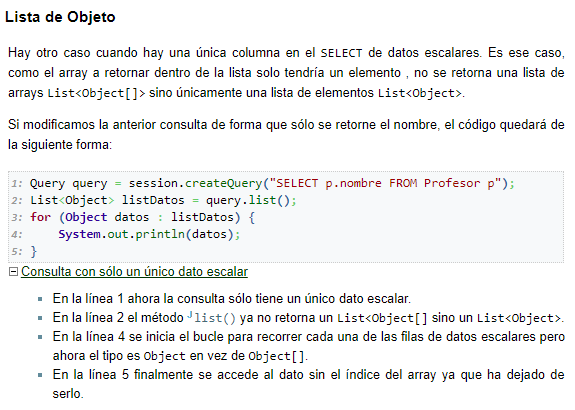 Lista de Objeto
Hay otro caso cuando hay una única columna en el SELECT de datos escalares. Es ese caso,
como el array a retornar dentro de la lista solo tendría un elemento , no se retorna una lista de
arrays List<Object[]> sino únicamente una lista de elementos List<Object>.
Si modificamos la anterior consulta de forma que sólo se retorne el nombre, el código quedará de
la siguiente forma:
1: Query query = session.createQuery("SELECT p.nombre FROM Profesor p");
2: List<Object> listDatos = query.list();
3: for (Object datos : listDatos) {
4: System.out.println(datos);
5: }
Consulta con sólo un único dato escalar
En la línea 1 ahora la consulta sólo tiene un único dato escalar.
En la línea 2 el método list() ya no retorna un List<Object[] sino un List<Object>.
En la línea 4 se inicia el bucle para recorrer cada una de las filas de datos escalares pero
ahora el tipo es Object en vez de Object[].
En la línea 5 finalmente se accede al dato sin el índice del array ya que ha dejado de
serlo.